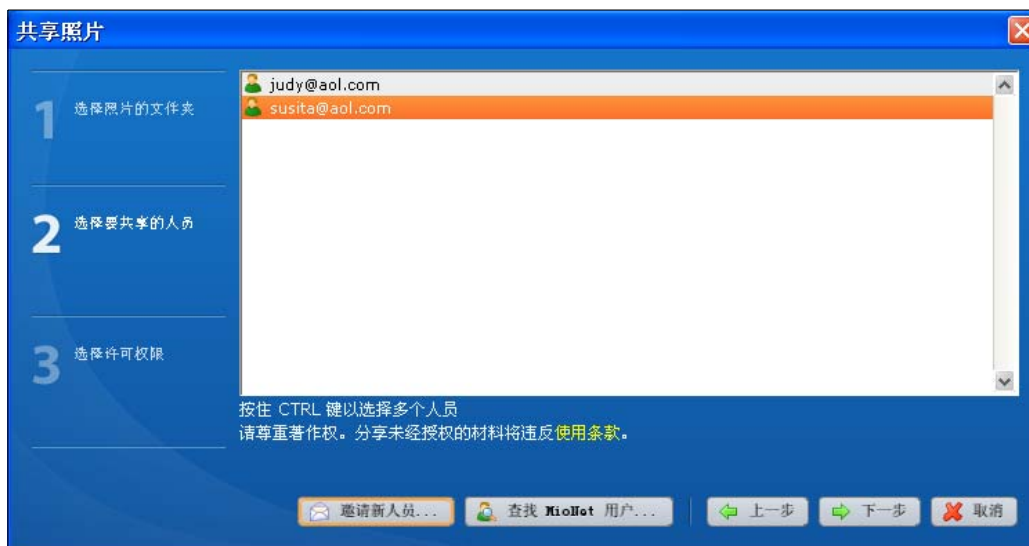 共享照片
1 选择照片的文件夹
2 选择要共享的人员
3 选择许可权限
judy@aol.com
susita@aol.com
按住 CTRL 键以选择多个人员
请尊重著作权。分享未经授权的材料将违反使用条款。
邀请新人员... 查找 MioNet 用户... 上一步 下一步 取消